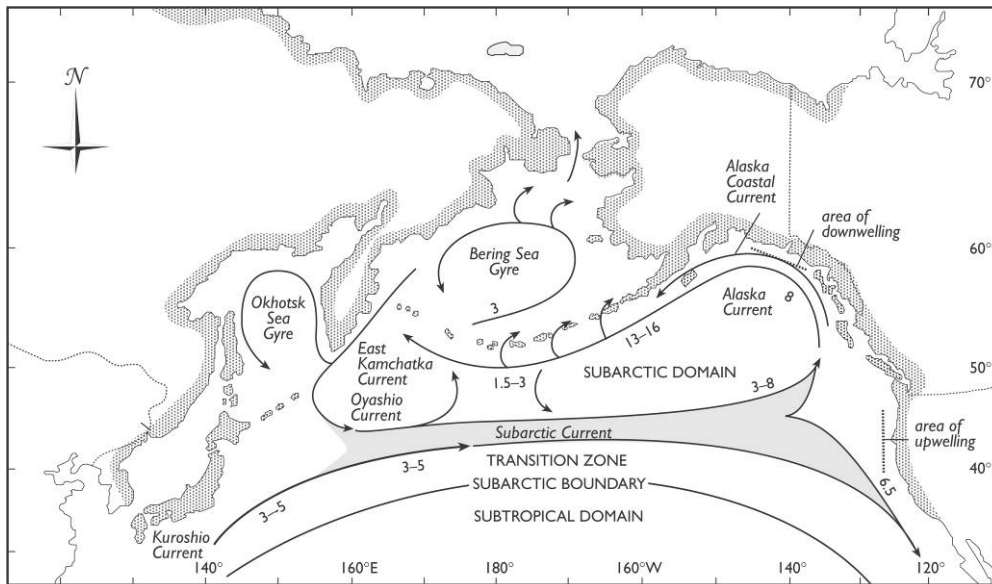 N
70°
Alaska
Coastal
Current
area of
downwelling
60°
Bering Sea
Gyre
Okhotsk
Sea
Gyre
3
Alaska
Current
8
13–16
East
Kamchatka
Current
1.5–3
SUBARCTIC DOMAIN
50°
3–8
Oyashio
Current
Subarctic Current
area of
upwelling
3–5
TRANSITION ZONE
40°
SUBARCTIC BOUNDARY
6.5
3–5
SUBTROPICAL DOMAIN
Kuroshio
Current
140°
160°E
180°
160°W
140°
120°